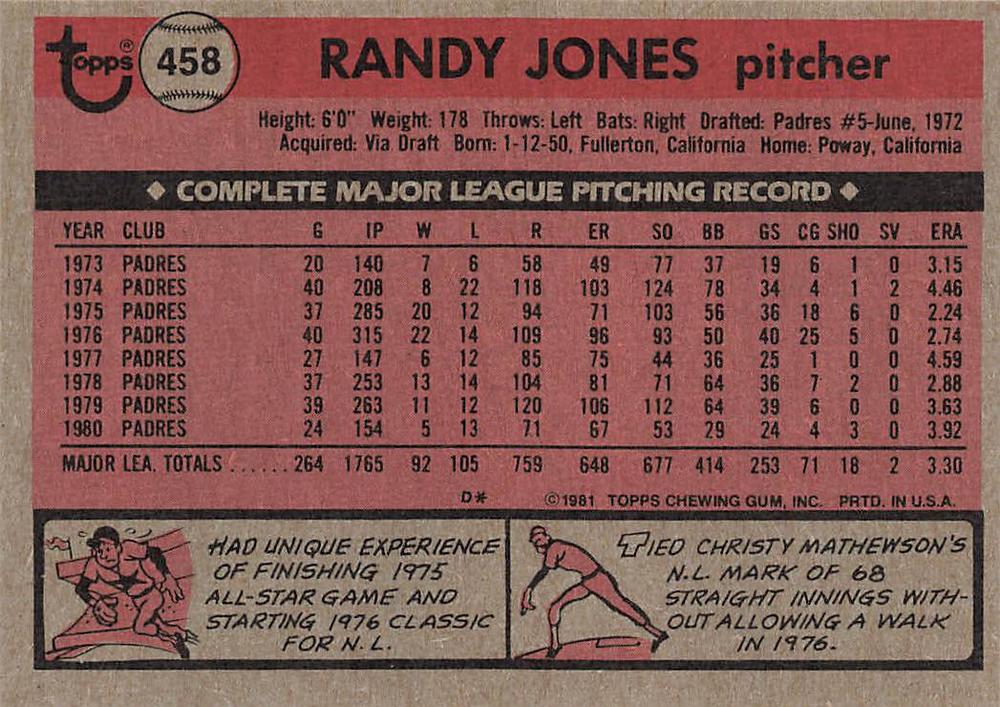 Topps® 458 RANDY JONES pitcher
Height: 6'0" Weight: 178 Throws: Left Bats: Right Drafted: Padres #5-June, 1972
Acquired: Via Draft Born: 1-12-50, Fullerton, California Home: Poway, California
◆ COMPLETE MAJOR LEAGUE PITCHING RECORD ◆
YEAR CLUB G IP W L R ER SO BB GS CG SHO SV ERA
1973 PADRES 20 140 7 6 58 49 77 37 19 6 1 0 3.15
1974 PADRES 40 208 8 22 118 103 124 78 34 4 1 2 4.46
1975 PADRES 37 285 20 12 94 71 103 56 36 18 6 0 2.24
1976 PADRES 40 315 22 14 109 96 93 50 40 25 5 0 2.74
1977 PADRES 27 147 6 12 85 75 44 36 25 1 0 0 4.59
1978 PADRES 37 253 13 14 104 81 71 64 36 7 2 0 2.88
1979 PADRES 39 263 11 12 120 106 112 64 39 6 0 0 3.63
1980 PADRES 24 154 5 13 71 67 53 29 24 4 3 0 3.92
MAJOR LEA. TOTALS ...... 264 1765 92 105 759 648 677 414 253 71 18 2 3.30
D* ©1981 TOPPS CHEWING GUM, INC. PRTD. IN U.S.A.
HAD UNIQUE EXPERIENCE
OF FINISHING 1975
ALL-STAR GAME AND
STARTING 1976 CLASSIC
FOR N.L.
TIED CHRISTY MATHEWSON'S
N.L. MARK OF 68
STRAIGHT INNINGS WITH-
OUT ALLOWING A WALK
IN 1976.